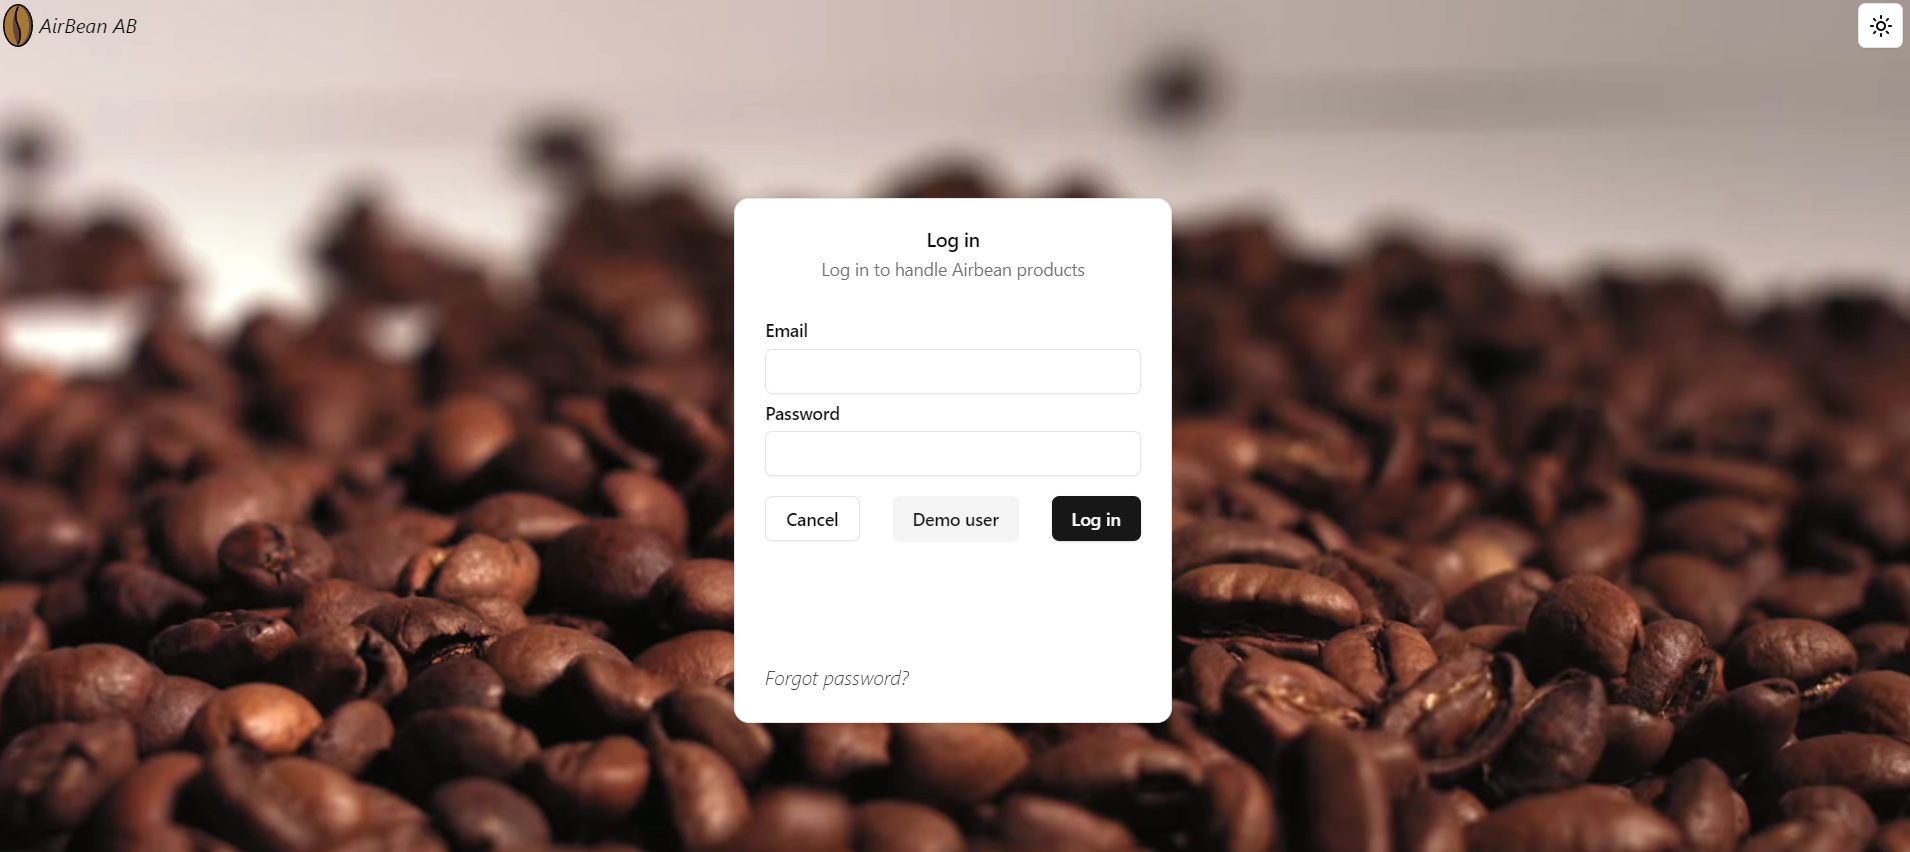 AirBean AB
Log in
Log in to handle Airbean products
Email
Password
Cancel
Demo user
Log in
Forgot password?